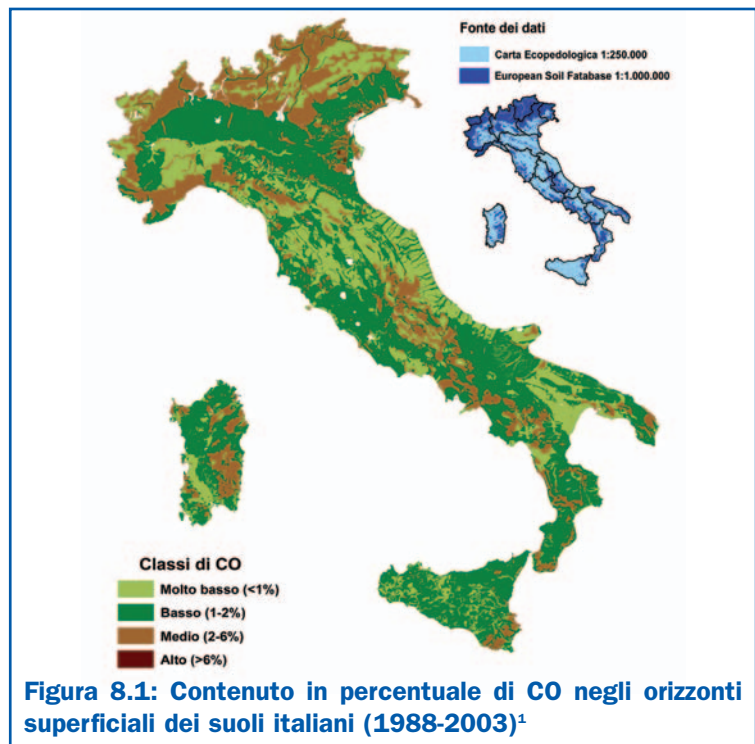 Fonte dei dati
Carta Ecopedologica 1:250.000
European Soil Fatabase 1:1.000.000
Classi di CO
Molto basso (<1%)
Basso (1-2%)
Medio (2-6%)
Alto (>6%)
Figura 8.1: Contenuto in percentuale di CO negli orizzonti
superficiali dei suoli italiani (1988-2003)¹